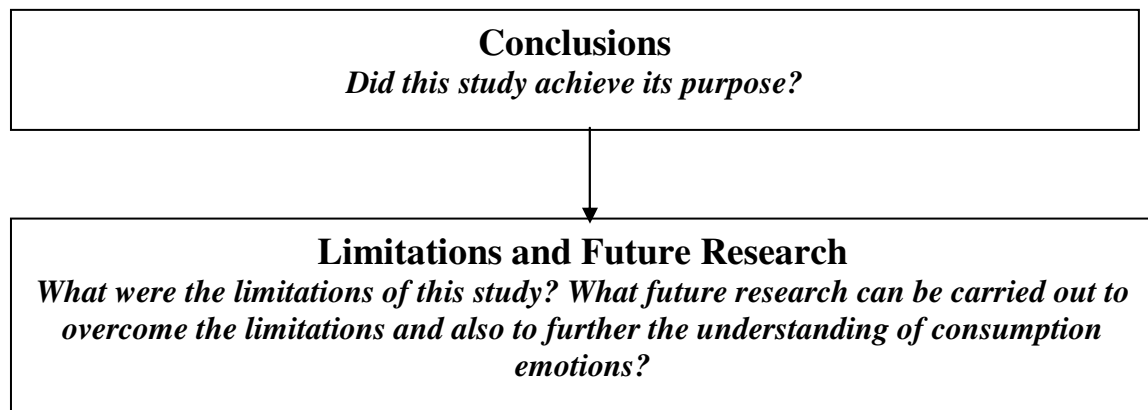 Conclusions
Did this study achieve its purpose?
Limitations and Future Research
What were the limitations of this study? What future research can be carried out to
overcome the limitations and also to further the understanding of consumption
emotions?